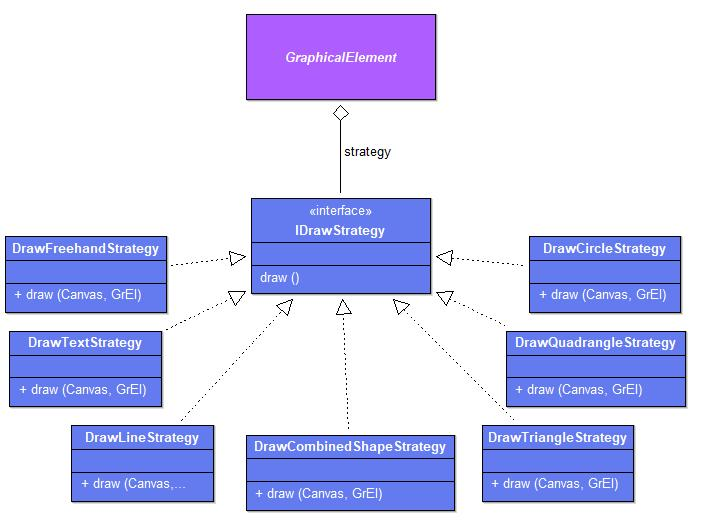 GraphicalElement
strategy
«interface»
IDrawStrategy
draw ()
DrawFreehandStrategy
+ draw (Canvas, GrEl)
DrawCircleStrategy
+ draw (Canvas, GrEl)
DrawTextStrategy
+ draw (Canvas, GrEl)
DrawQuadrangleStrategy
+ draw (Canvas, GrEl)
DrawLineStrategy
+ draw (Canvas,...
DrawCombinedShapeStrategy
+ draw (Canvas, GrEl)
DrawTriangleStrategy
+ draw (Canvas, GrEl)